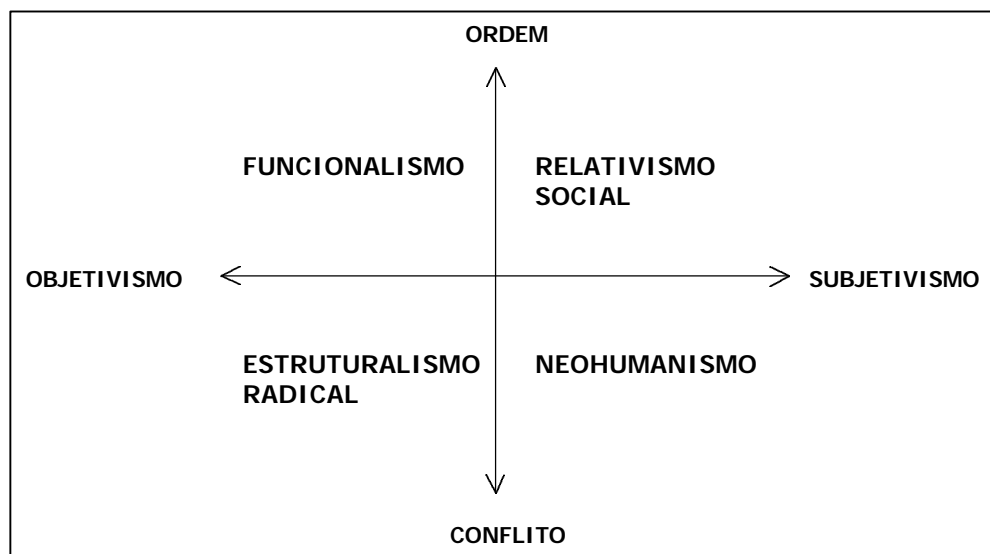 ORDEM
FUNCIONALISMO
RELATIVISMO
SOCIAL
OBJETIVISMO
SUBJETIVISMO
ESTRUTURALISMO
RADICAL
NEOHUMANISMO
CONFLITO